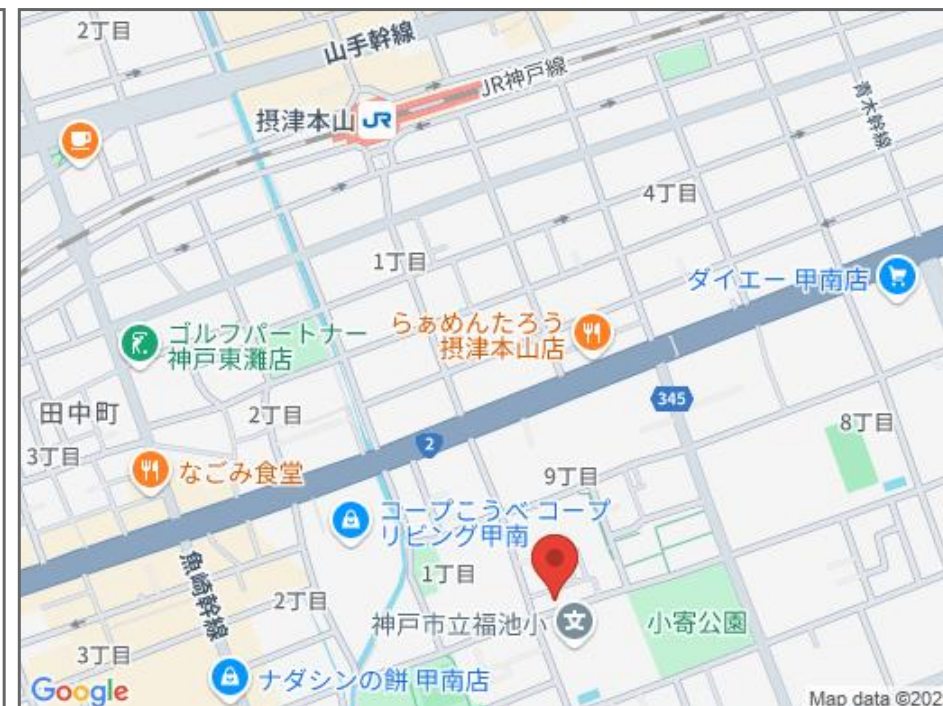 2丁目
山手幹線
JR神戸線
摂津本山
JR
青木幹線
4丁目
1丁目
ダイエー 甲南店
らぁめんたろう
摂津本山店
ゴルフパートナー
神戸東灘店
345
田中町
2丁目
8丁目
2
3丁目
なごみ食堂
9丁目
コープこうべ コープ
リビング甲南
魚崎幹線
1丁目
2丁目
神戸市立福池小
文
小寄公園
3丁目
ナダシンの餅 甲南店
Google
Map data ©202